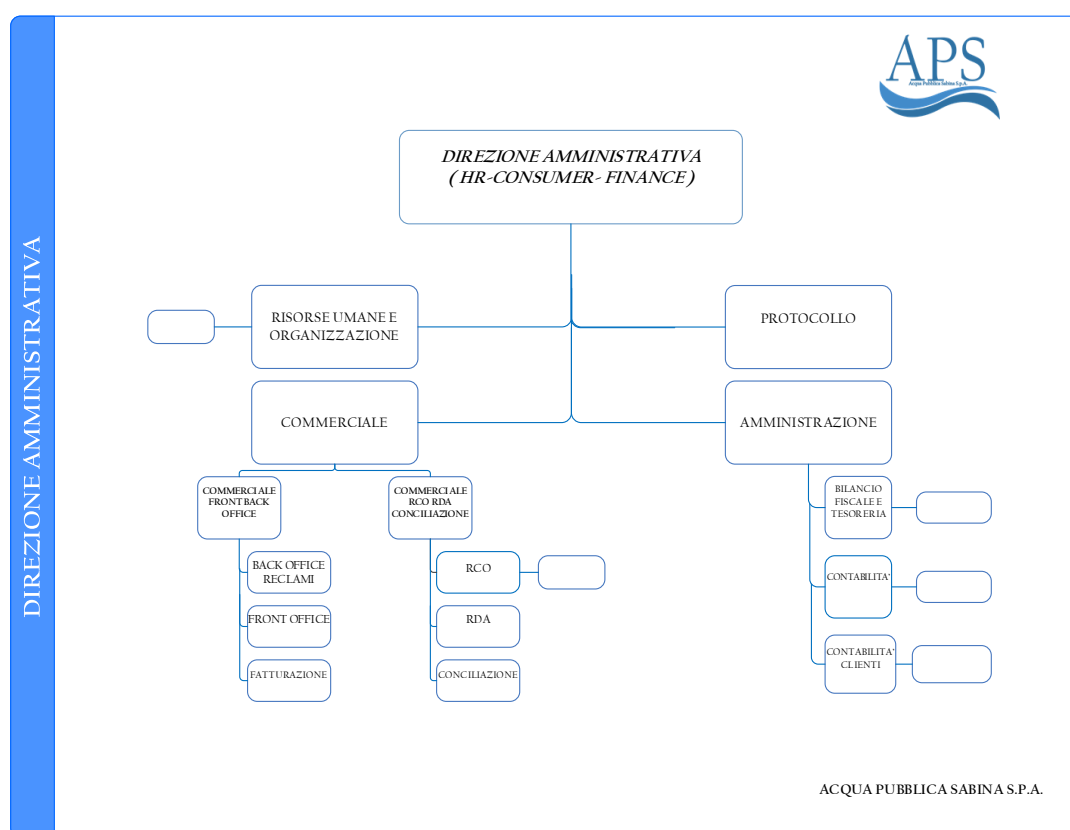 DIREZIONE AMMINISTRATIVA
APS
Acqua Pubblica Sabina S.p.A.
DIREZIONE AMMINISTRATIVA
( HR-CONSUMER- FINANCE )
RISORSE UMANE E
ORGANIZZAZIONE
PROTOCOLLO
COMMERCIALE
AMMINISTRAZIONE
COMMERCIALE
FRONT BACK
OFFICE
COMMERCIALE
RCO RDA
CONCILIAZIONE
BACK OFFICE
RECLAMI
FRONT OFFICE
FATTURAZIONE
RCO
RDA
CONCILIAZIONE
BILANCIO
FISCALE E
TESORERIA
CONTABILITA'
CONTABILITA'
CLIENTI
ACQUA PUBBLICA SABINA S.P.A.